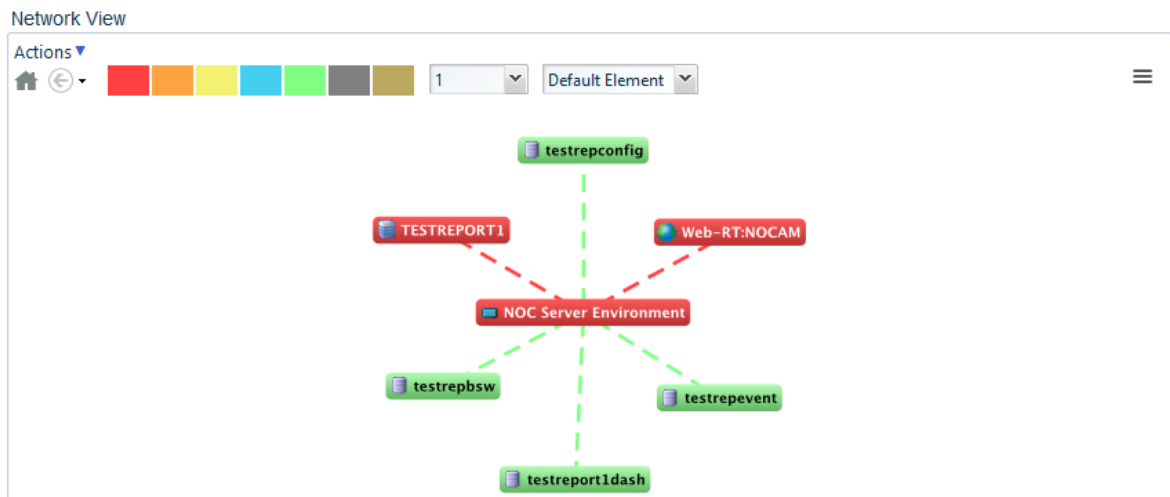 Network View
Actions
1
Default Element
testrepconfig
TESTREPORT1
Web-RT:NOCAM
NOC Server Environment
testrepbsw
testrepevent
testreport1dash